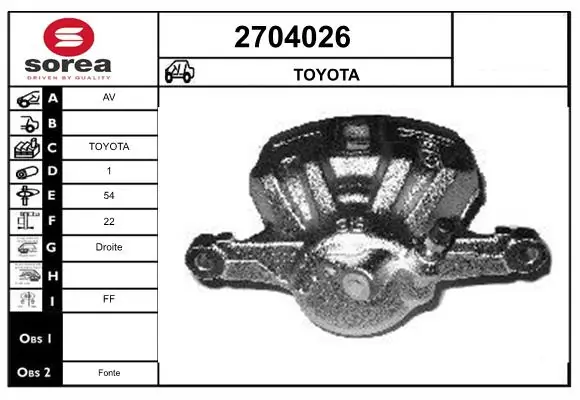 2704026
sorea
DRIVEN BY QUALITY
TOYOTA
A AV
B
C TOYOTA
D 1
E 54
F 22
G Droite
H
I FF
OBS 1
OBS 2 Fonte